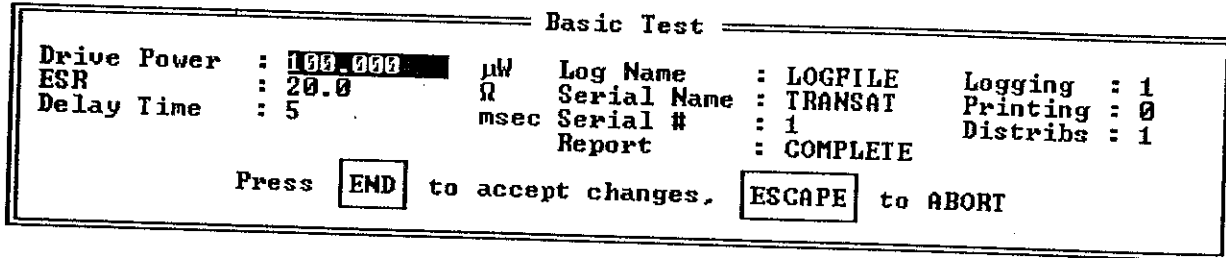 Basic Test
Drive Power : 100.000 µW Log Name : LOGFILE Logging : 1
ESR : 20.0 Ω Serial Name : TRANSAT Printing : 0
Delay Time : 5 msec Serial # : 1 Distribs : 1
Report : COMPLETE
Press END to accept changes, ESCAPE to ABORT